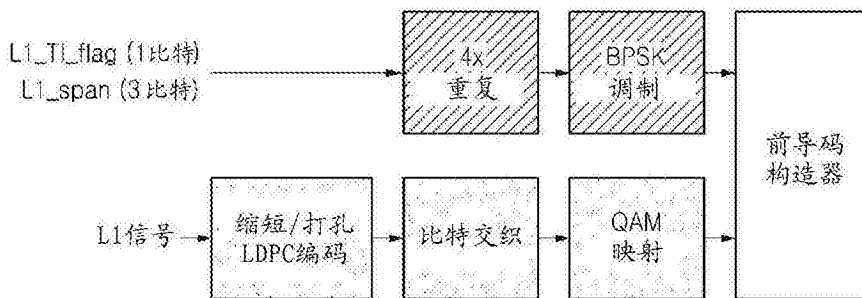 L1_TI_flag (1比特)
L1_span (3比特)
4x
重复
BPSK
调制
前导码
构造器
L1信号
缩短/打孔
LDPC编码
比特交织
QAM
映射